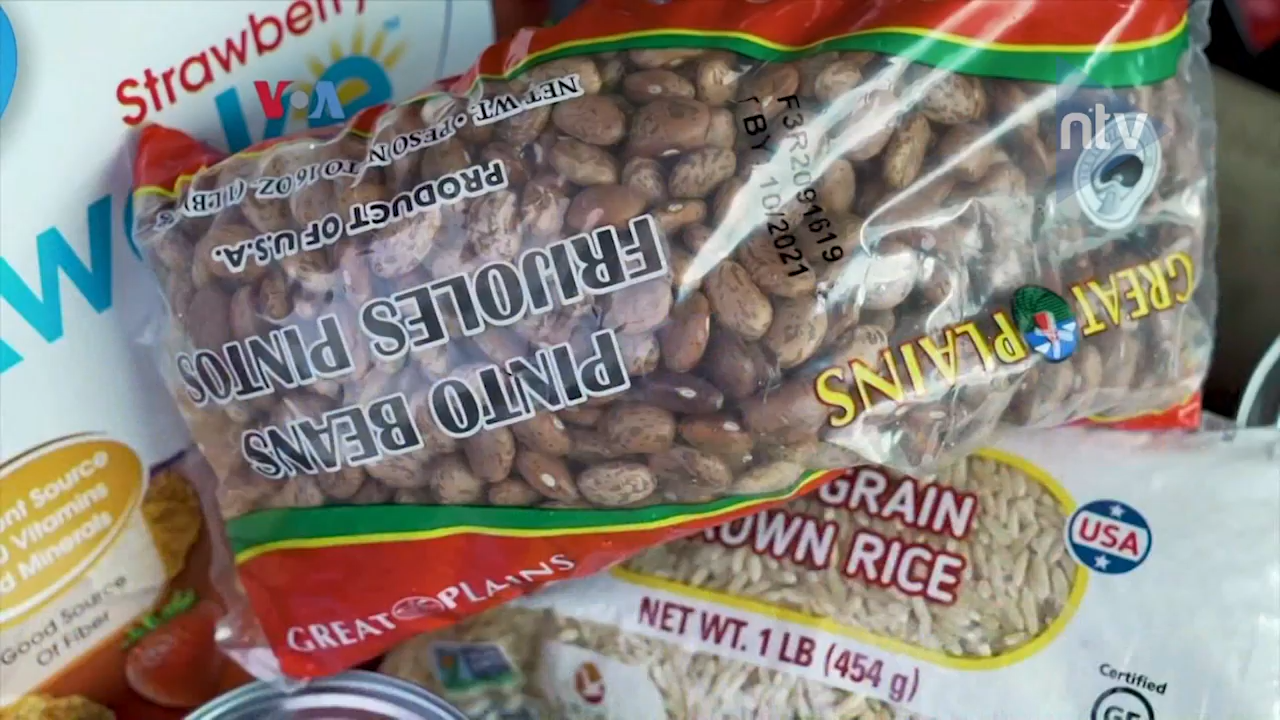 Strawberry
VOA
ntv
NET WT. • PESO NETO 16 OZ. (1 LB)
PRODUCT OF U.S.A.
FRIJOLES PINTOS
PINTO BEANS
F3R2091619
BY 10/2021
GREAT PLAINS
GREAT PLAINS
GRAIN
BROWN RICE
NET WT. 1 LB (454 g)
USA
Certified
GF
Source
Vitamins
Minerals
Good Source
Of Fiber